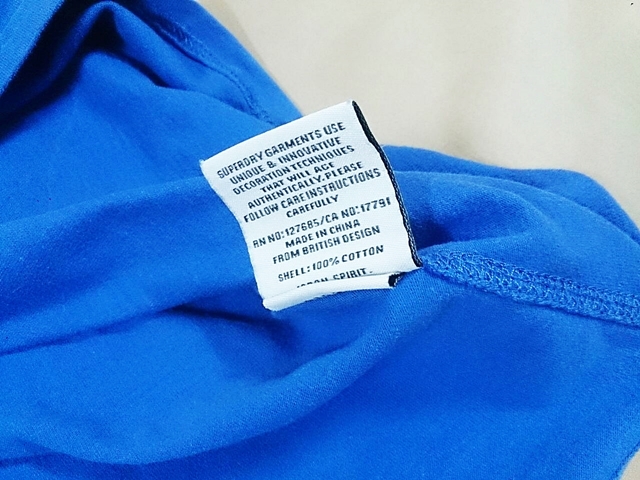 SUPERDRY GARMENTS USE
UNIQUE & INNOVATIVE
DECORATION TECHNIQUES
THAT WILL AGE
AUTHENTICALLY. PLEASE
FOLLOW CARE INSTRUCTIONS
CAREFULLY
RN NO:127685/CA NO:17791
MADE IN CHINA
FROM BRITISH DESIGN
SHELL: 100% COTTON
SPIRIT.